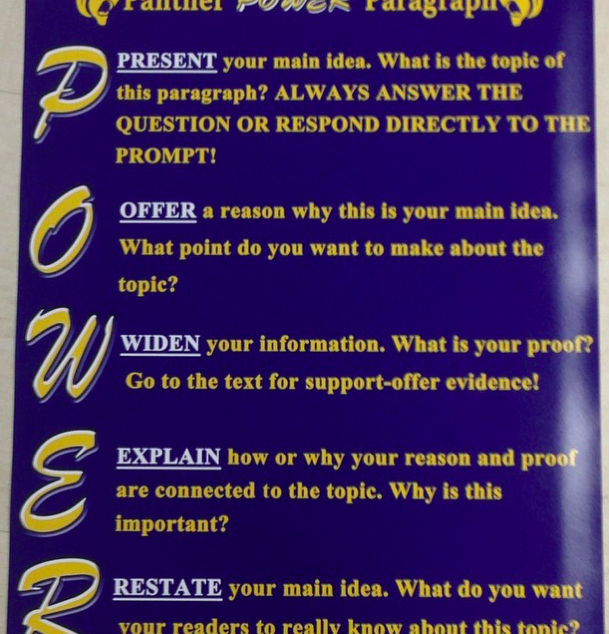 Panther POWER Paragraph
P
PRESENT your main idea. What is the topic of
this paragraph? ALWAYS ANSWER THE
QUESTION OR RESPOND DIRECTLY TO THE
PROMPT!
O
OFFER a reason why this is your main idea.
What point do you want to make about the
topic?
W
WIDEN your information. What is your proof?
Go to the text for support-offer evidence!
E
EXPLAIN how or why your reason and proof
are connected to the topic. Why is this
important?
R
RESTATE your main idea. What do you want
your readers to really know about this topic?